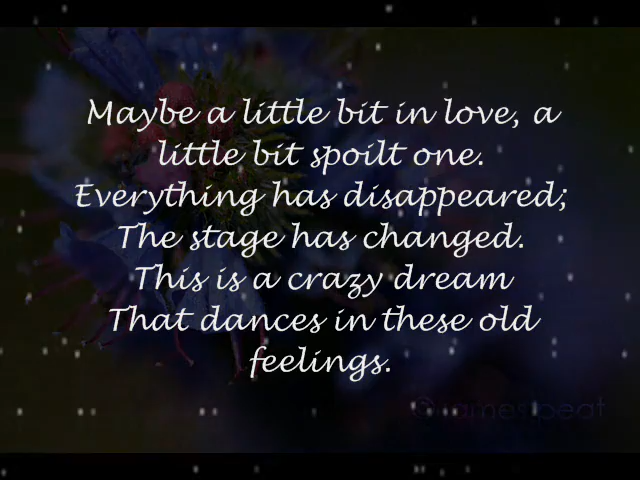 Maybe a little bit in love, a
little bit spoilt one.
Everything has disappeared;
The stage has changed.
This is a crazy dream
That dances in these old
feelings.